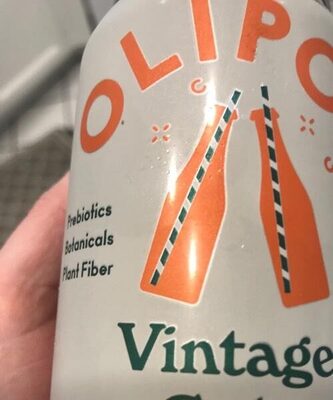 OLIPO
Prebiotics
Botanicals
Plant Fiber
Vintage